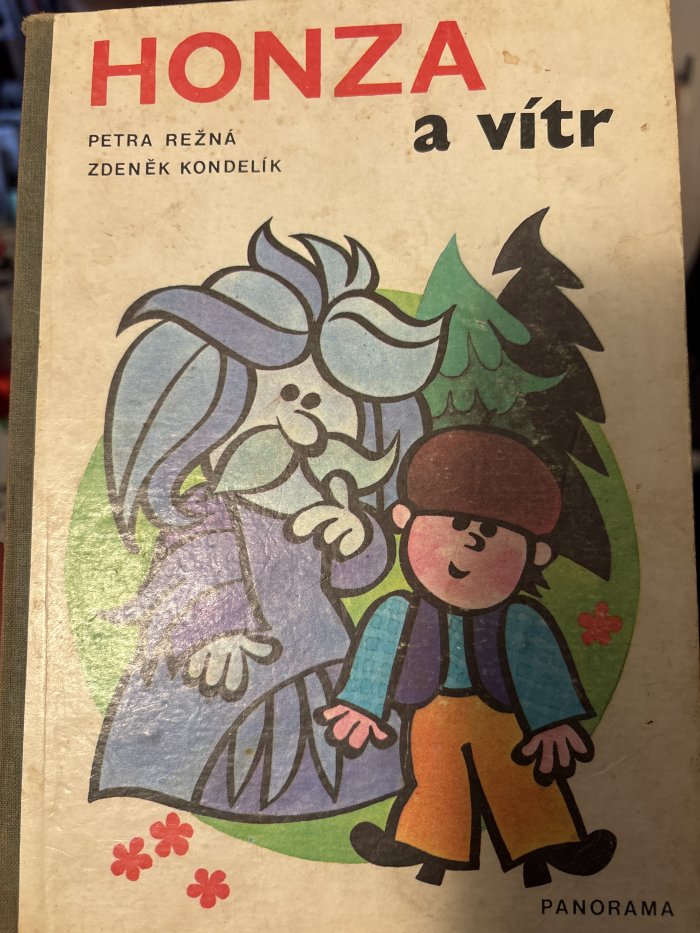 HONZA
a vítr
PETRA REŽNÁ
ZDENĚK KONDELÍK
PANORAMA